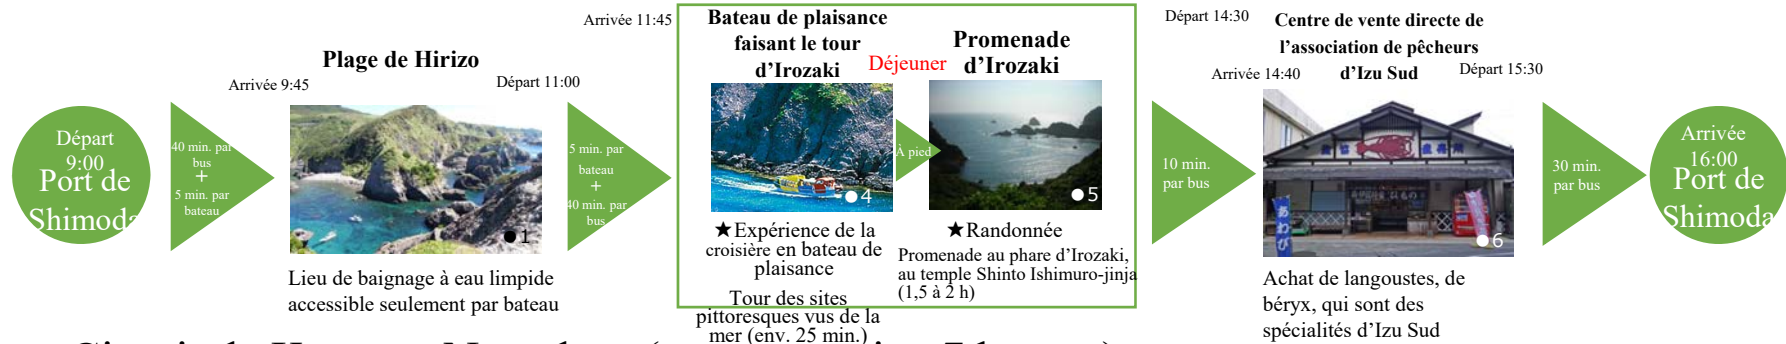 Départ
9:00
Port de
Shimoda
40 min. par
bus
+
5 min. par
bateau
Plage de Hirizo
Arrivée 9:45
Départ 11:00
1
Lieu de baignage à eau limpide
accessible seulement par bateau
5 min. par
bateau
+
40 min. par
bus
Arrivée 11:45
Bateau de plaisance
faisant le tour
d’Irozaki
4
★Expérience de la
croisière en bateau de
plaisance
Tour des sites
pittoresques vus de la
mer (env. 25 min.)
Déjeuner
À pied
Promenade
d’Irozaki
5
★Randonnée
Promenade au phare d’Irozaki,
au temple Shinto Ishimuro-jinja
(1,5 à 2 h)
Départ 14:30
10 min.
par bus
Centre de vente directe de
l’association de pêcheurs
d’Izu Sud
Arrivée 14:40
Départ 15:30
あわび
6
Achat de langoustes, de
béryx, qui sont des
spécialités d’Izu Sud
30 min.
par bus
Arrivée
16:00
Port de
Shimoda